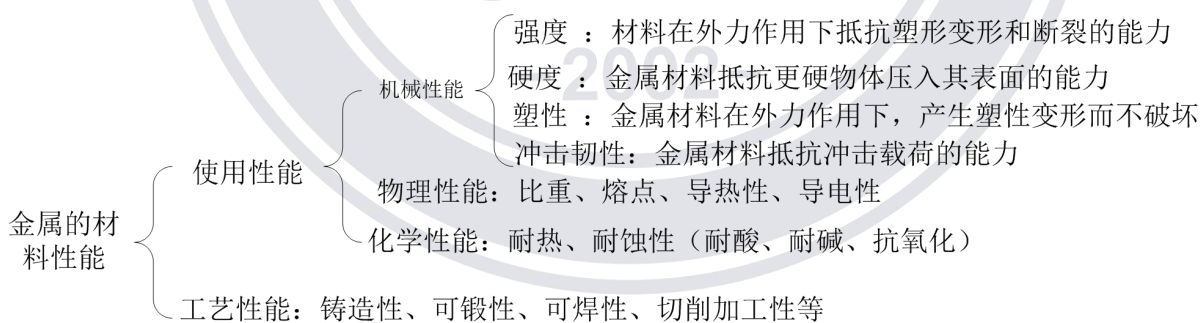 强度 ：材料在外力作用下抵抗塑形变形和断裂的能力
2002
机械性能
硬度 ：金属材料抵抗更硬物体压入其表面的能力
塑性 ：金属材料在外力作用下，产生塑性变形而不破坏
冲击韧性：金属材料抵抗冲击载荷的能力
使用性能
物理性能：比重、熔点、导热性、导电性
金属的材
料性能
化学性能：耐热、耐蚀性（耐酸、耐碱、抗氧化）
工艺性能：铸造性、可锻性、可焊性、切削加工性等